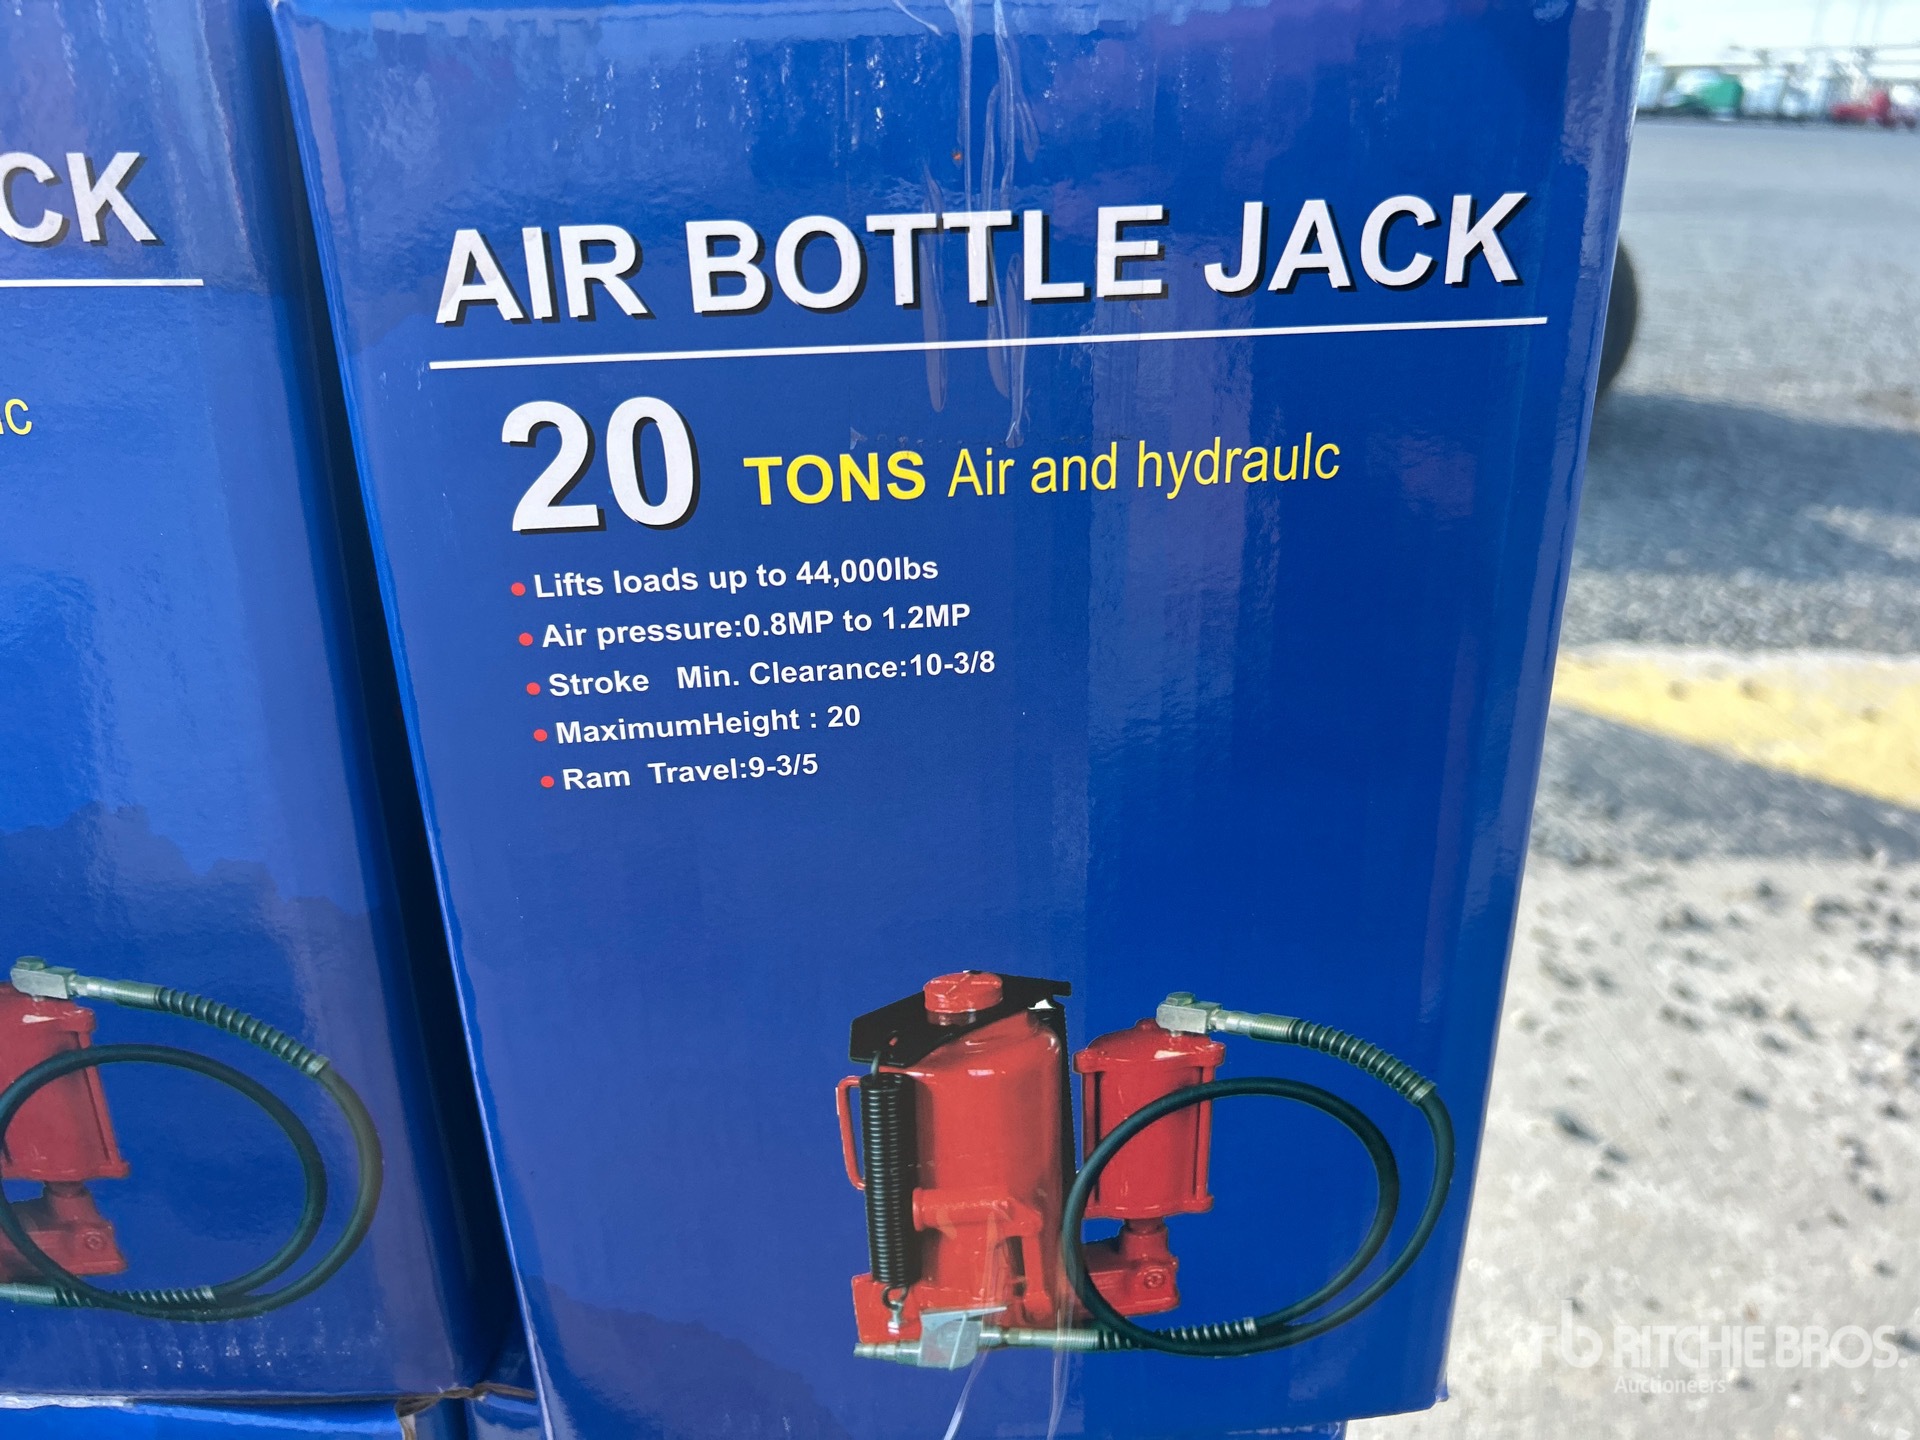 CK
ic
AIR BOTTLE JACK
20 TONS Air and hydraulc
Lifts loads up to 44,000lbs
Air pressure:0.8MP to 1.2MP
Stroke Min. Clearance:10-3/8
MaximumHeight : 20
Ram Travel:9-3/5
rb RITCHIE BROS.
Auctioneers